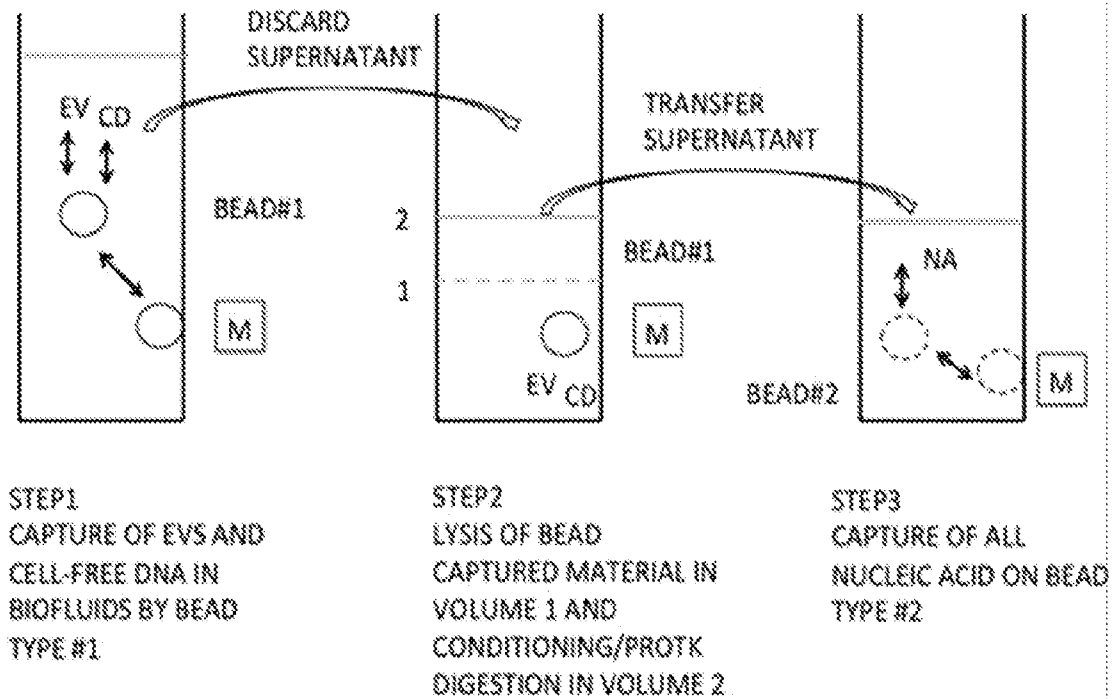 DISCARD
SUPERNATANT
EV CD
BEAD#1
M
TRANSFER
SUPERNATANT
2
BEAD#1
1
M
EV CD
NA
BEAD#2
M
STEP1
CAPTURE OF EVS AND
CELL-FREE DNA IN
BIOFLUIDS BY BEAD
TYPE #1
STEP2
LYSIS OF BEAD
CAPTURED MATERIAL IN
VOLUME 1 AND
CONDITIONING/PROTK
DIGESTION IN VOLUME 2
STEP3
CAPTURE OF ALL
NUCLEIC ACID ON BEAD
TYPE #2